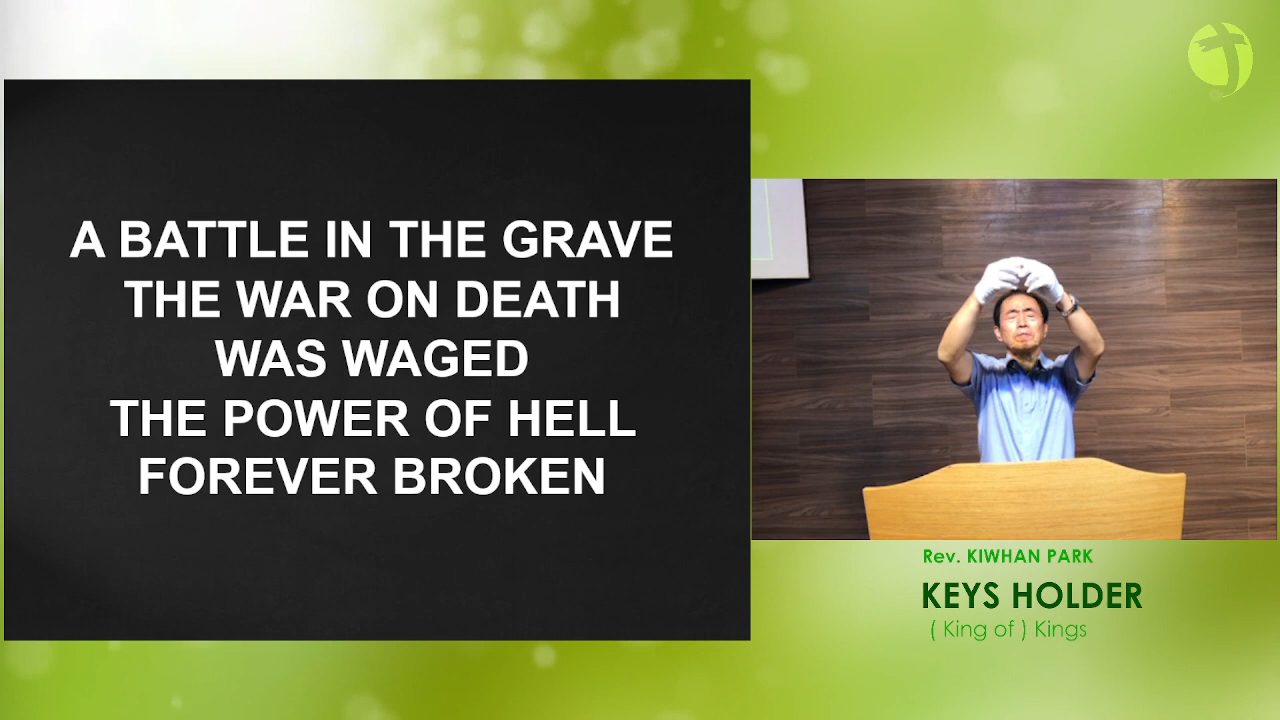 A BATTLE IN THE GRAVE
THE WAR ON DEATH
WAS WAGED
THE POWER OF HELL
FOREVER BROKEN
Rev. KIWHAN PARK
KEYS HOLDER
( King of ) Kings